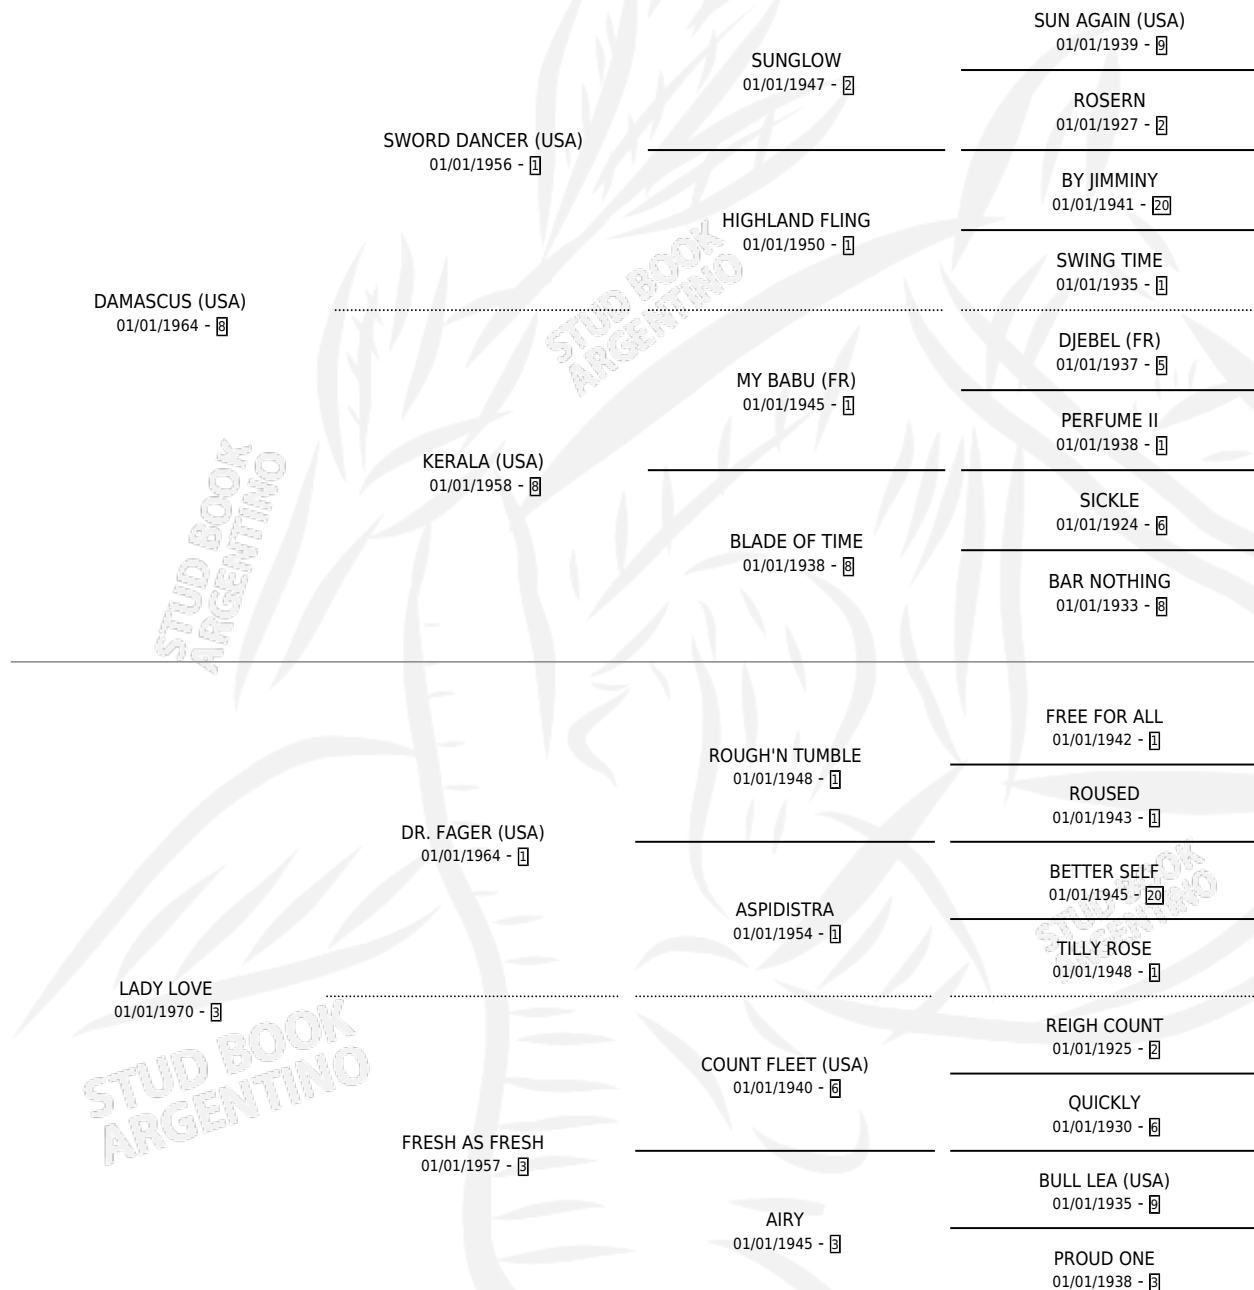 SUN AGAIN (USA)
01/01/1939 - 9
SUNGLOW
01/01/1947 - 2
ROSERN
01/01/1927 - 2
SWORD DANCER (USA)
01/01/1956 - 1
BY JIMMINY
01/01/1941 - 20
HIGHLAND FLING
01/01/1950 - 1
SWING TIME
01/01/1935 - 1
DAMASCUS (USA)
01/01/1964 - 8
DJEBEL (FR)
01/01/1937 - 5
MY BABU (FR)
01/01/1945 - 1
PERFUME II
01/01/1938 - 1
KERALA (USA)
01/01/1958 - 8
SICKLE
01/01/1924 - 6
BLADE OF TIME
01/01/1938 - 8
BAR NOTHING
01/01/1933 - 8
FREE FOR ALL
01/01/1942 - 1
ROUGH'N TUMBLE
01/01/1948 - 1
ROUSED
01/01/1943 - 1
DR. FAGER (USA)
01/01/1964 - 1
BETTER SELF
01/01/1945 - 20
ASPIDISTRA
01/01/1954 - 1
TILLY ROSE
01/01/1948 - 1
LADY LOVE
01/01/1970 - 3
REIGH COUNT
01/01/1925 - 2
COUNT FLEET (USA)
01/01/1940 - 6
QUICKLY
01/01/1930 - 6
FRESH AS FRESH
01/01/1957 - 3
BULL LEA (USA)
01/01/1935 - 9
AIRY
01/01/1945 - 3
PROUD ONE
01/01/1938 - 3
STUD BOOK
ARGENTINO
STUD BOOK
ARGENTINO
STUD BOOK
ARGENTINO
STUD BOOK
ARGENTINO